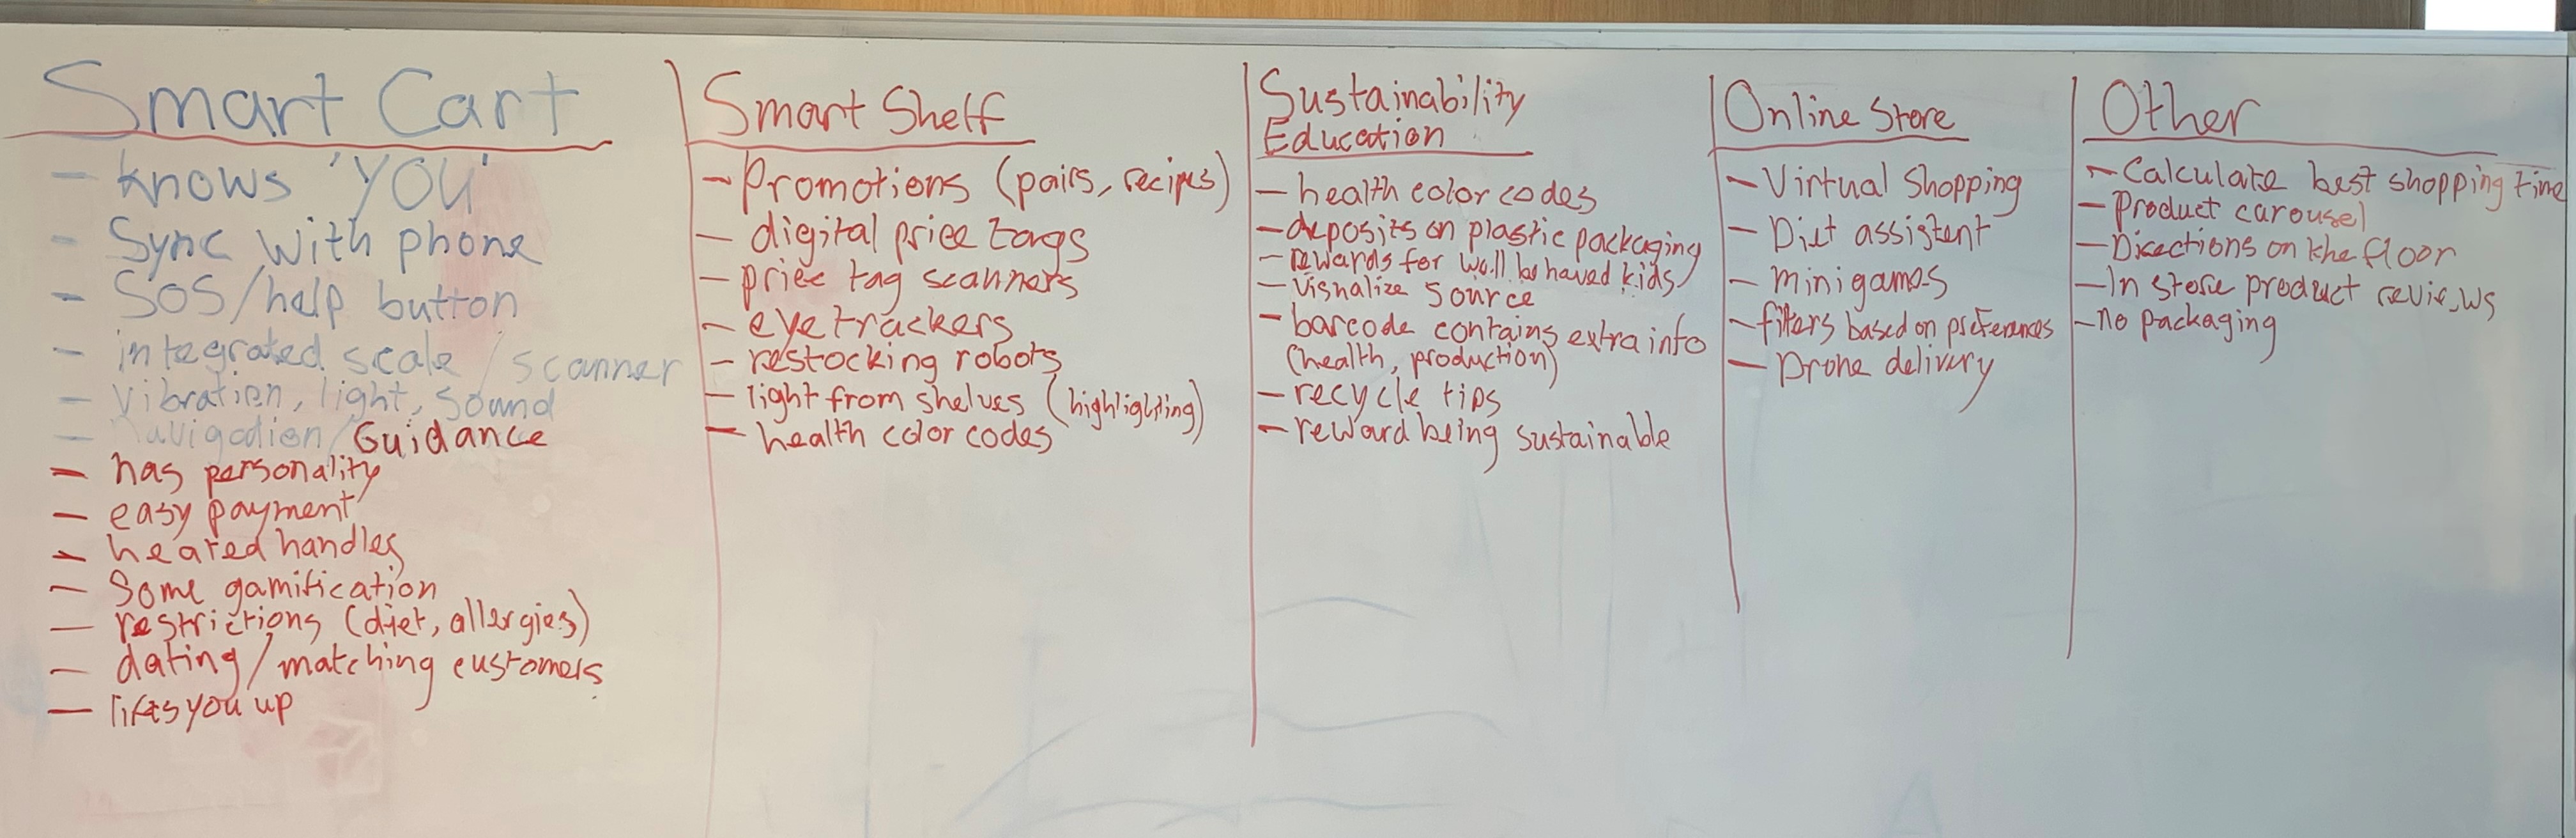 Smart Cart
- knows 'YOU'
- Sync with phone
- SOS/help button
- integrated scale / scanner
- Vibration, light, sound
- navigation/Guidance
- has personality
- easy payment
- heated handles
- Some gamification
- restrictions (diet, allergies)
- dating/matching customers
- lifts you up
Smart Shelf
- Promotions (pairs, recipes)
- digital price tags
- price tag scanners
- eye trackers
- restocking robots
- light from shelves (highlighting)
- health color codes
Sustainability
Education
- health color codes
- deposits on plastic packaging
- rewards for well behaved kids
- Visualize source
- barcode contains extra info
(health, production)
- recycle tips
- reward being sustainable
Online Store
- Virtual Shopping
- Diet assistent
- minigames
- filters based on preferences
- Drone delivery
Other
- Calculate best shopping time
- Product carousel
- Directions on the floor
- In store product reviews
- no packaging